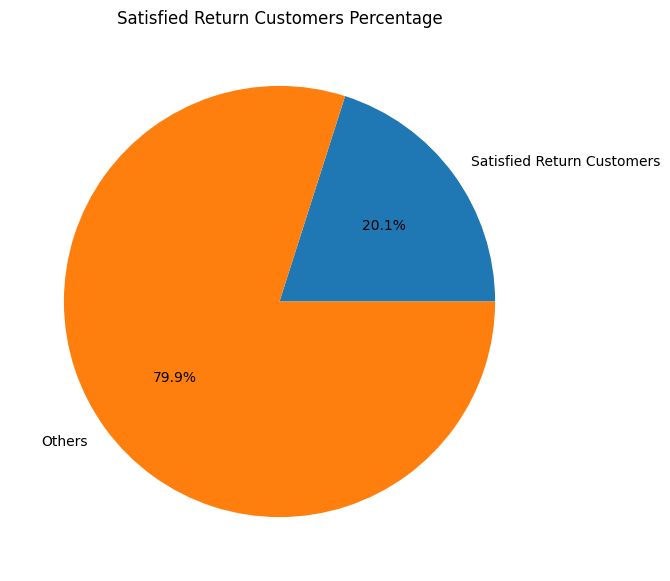 Satisfied Return Customers Percentage
Satisfied Return Customers
20.1%
79.9%
Others